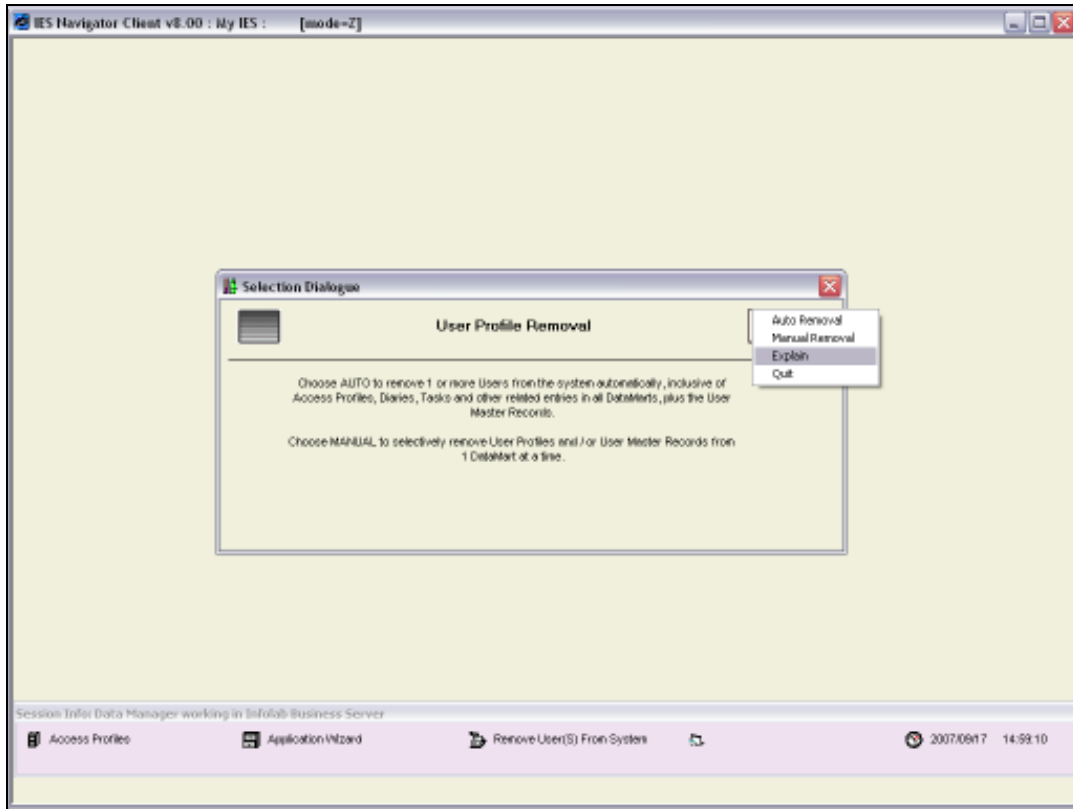 IES Navigator Client v8.00 : My IES : [mode=Z]
Selection Dialogue
User Profile Removal
Auto Removal
Manual Removal
Explain
Quit
Choose AUTO to remove 1 or more Users from the system automatically, inclusive of
Access Profiles, Diaries, Tasks and other related entries in all DataMarts, plus the User
Master Records.
Choose MANUAL to selectively remove User Profiles and / or User Master Records from
1 DataMart at a time.
Session Info: Data Manager working in Infolab Business Server
Access Profiles
Application Wizard
Remove User(S) From System
2007/09/17 14:59:10